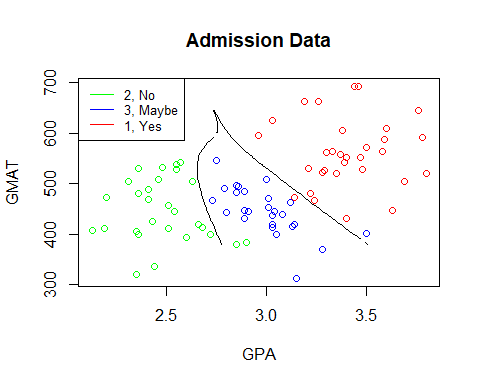 Admission Data
2, No
3, Maybe
1, Yes
GMAT
700
600
500
400
300
2.5
3.0
3.5
GPA